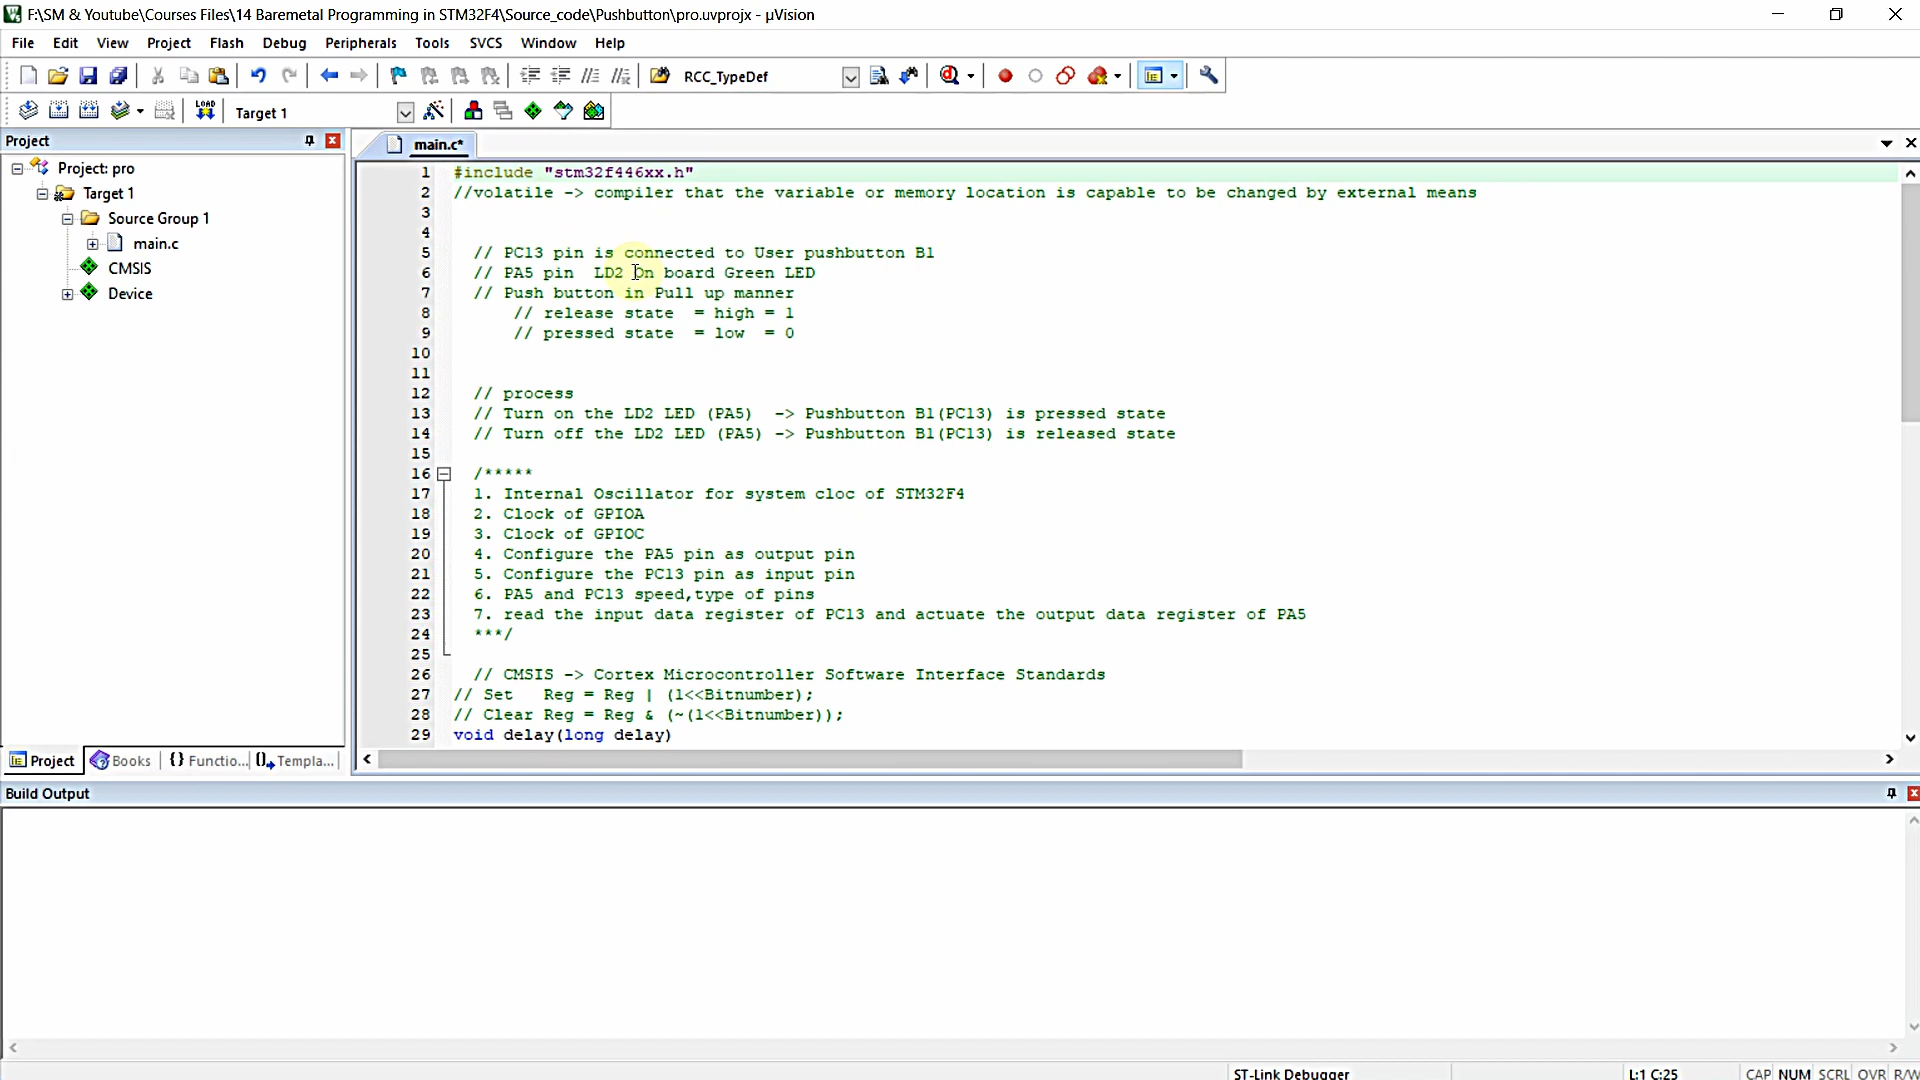 F:\SM & Youtube\Courses Files\14 Baremetal Programming in STM32F4\Source_code\Pushbutton\pro.uvprojx - µVision
File Edit View Project Flash Debug Peripherals Tools SVCS Window Help
RCC_TypeDef
LOAD Target 1
Project
main.c*
Project: pro
Target 1
Source Group 1
main.c
CMSIS
Device
1 #include "stm32f446xx.h"
2 //volatile -> compiler that the variable or memory location is capable to be changed by external means
3
4
5 // PC13 pin is connected to User pushbutton B1
6 // PA5 pin  LD2 On board Green LED
7 // Push button in Pull up manner
8 // release state  = high = 1
9 // pressed state  = low  = 0
10
11
12 // process
13 // Turn on the LD2 LED (PA5)  -> Pushbutton B1(PC13) is pressed state
14 // Turn off the LD2 LED (PA5) -> Pushbutton B1(PC13) is released state
15
16 /*****
17 1. Internal Oscillator for system cloc of STM32F4
18 2. Clock of GPIOA
19 3. Clock of GPIOC
20 4. Configure the PA5 pin as output pin
21 5. Configure the PC13 pin as input pin
22 6. PA5 and PC13 speed,type of pins
23 7. read the input data register of PC13 and actuate the output data register of PA5
24 ***/
25
26 // CMSIS -> Cortex Microcontroller Software Interface Standards
27 // Set   Reg = Reg | (1<<Bitnumber);
28 // Clear Reg = Reg & (~(1<<Bitnumber));
29 void delay(long delay)
Project Books {} Functio... Templa...
Build Output
ST-Link Debugger L:1 C:25 CAP NUM SCRL OVR R/W